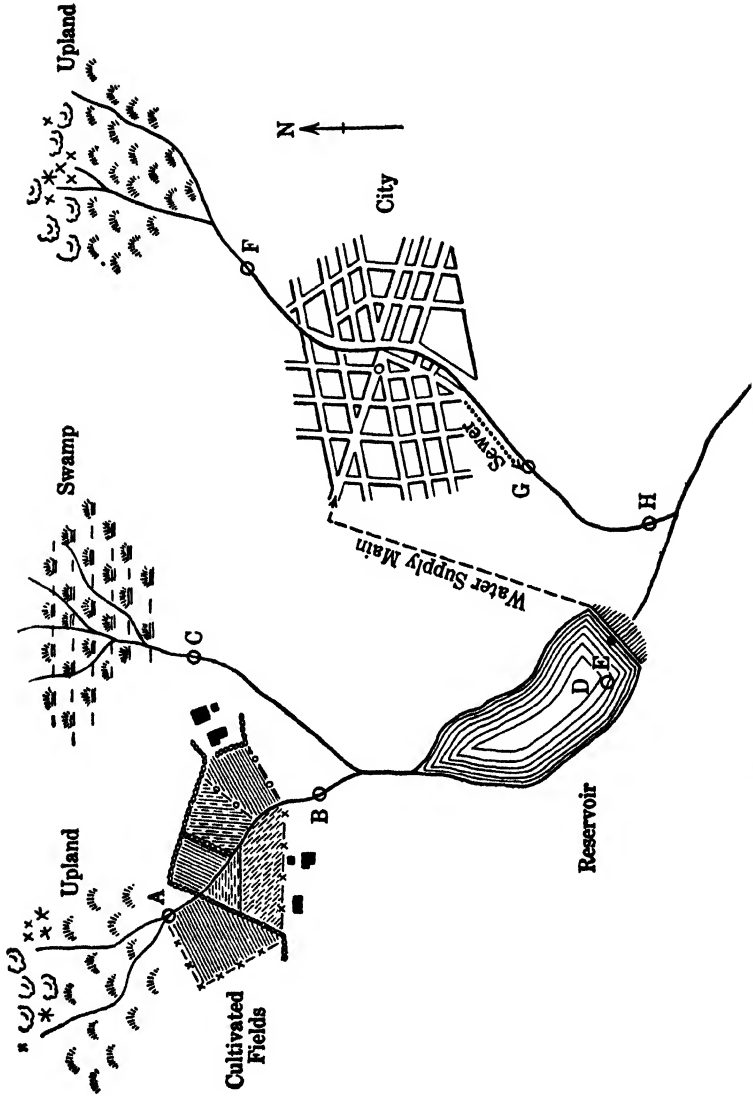 Upland
Swamp
Upland
A
C
F
N
Cultivated
Fields
B
City
Sewer
G
Water Supply Main
Reservoir
D
E
H